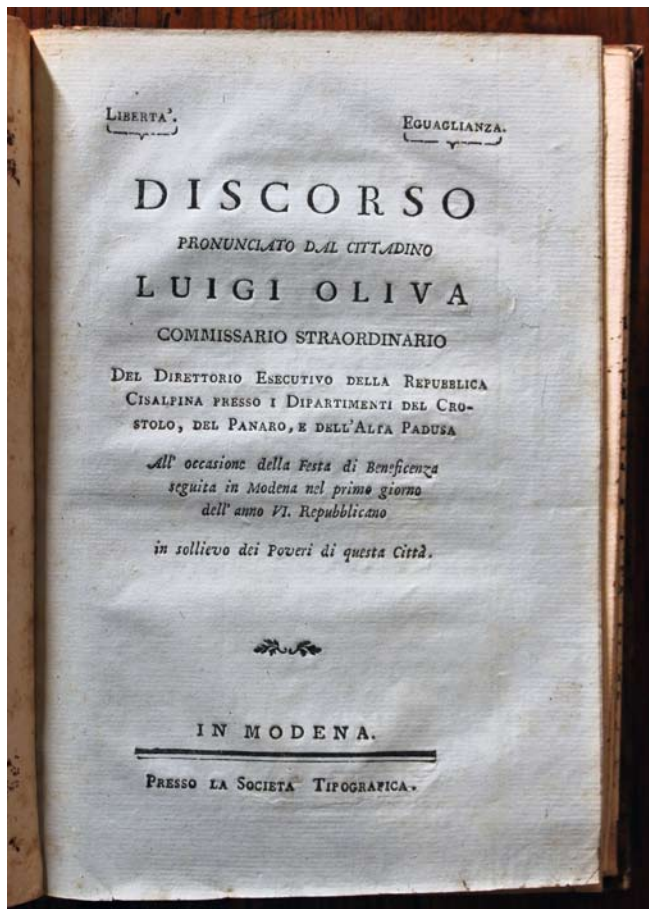 LIBERTA'.
EGUAGLIANZA.
DISCORSO
PRONUNCIATO DAL CITTADINO
LUIGI OLIVA
COMMISSARIO STRAORDINARIO
DEL DIRETTORIO ESECUTIVO DELLA REPUBBLICA
CISALPINA PRESSO I DIPARTIMENTI DEL CRO-
STOLO, DEL PANARO, E DELL'ALTA PADUSA
All' occasione della Festa di Beneficenza
seguita in Modena nel primo giorno
dell' anno VI. Repubblicano
in sollievo dei Poveri di questa Città.
IN MODENA.
PRESSO LA SOCIETA TIPOGRAFICA.